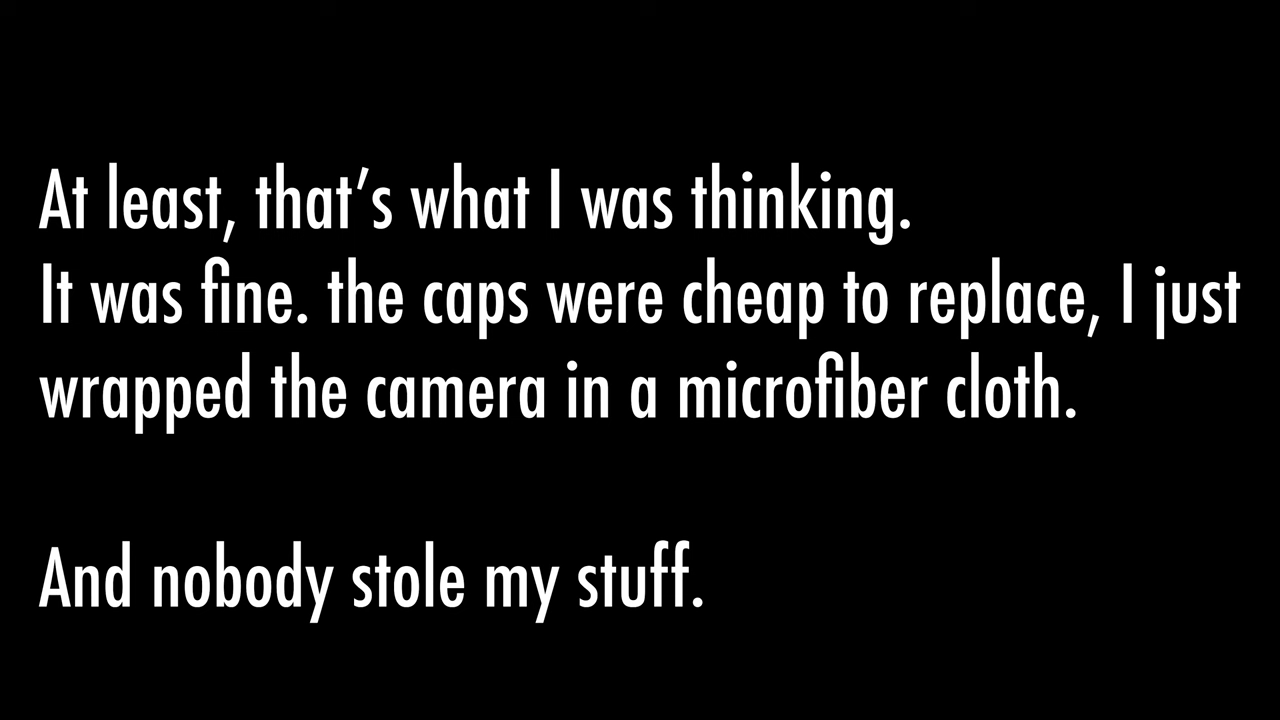 At least, that’s what I was thinking.
It was fine. the caps were cheap to replace, I just
wrapped the camera in a microfiber cloth.
And nobody stole my stuff.